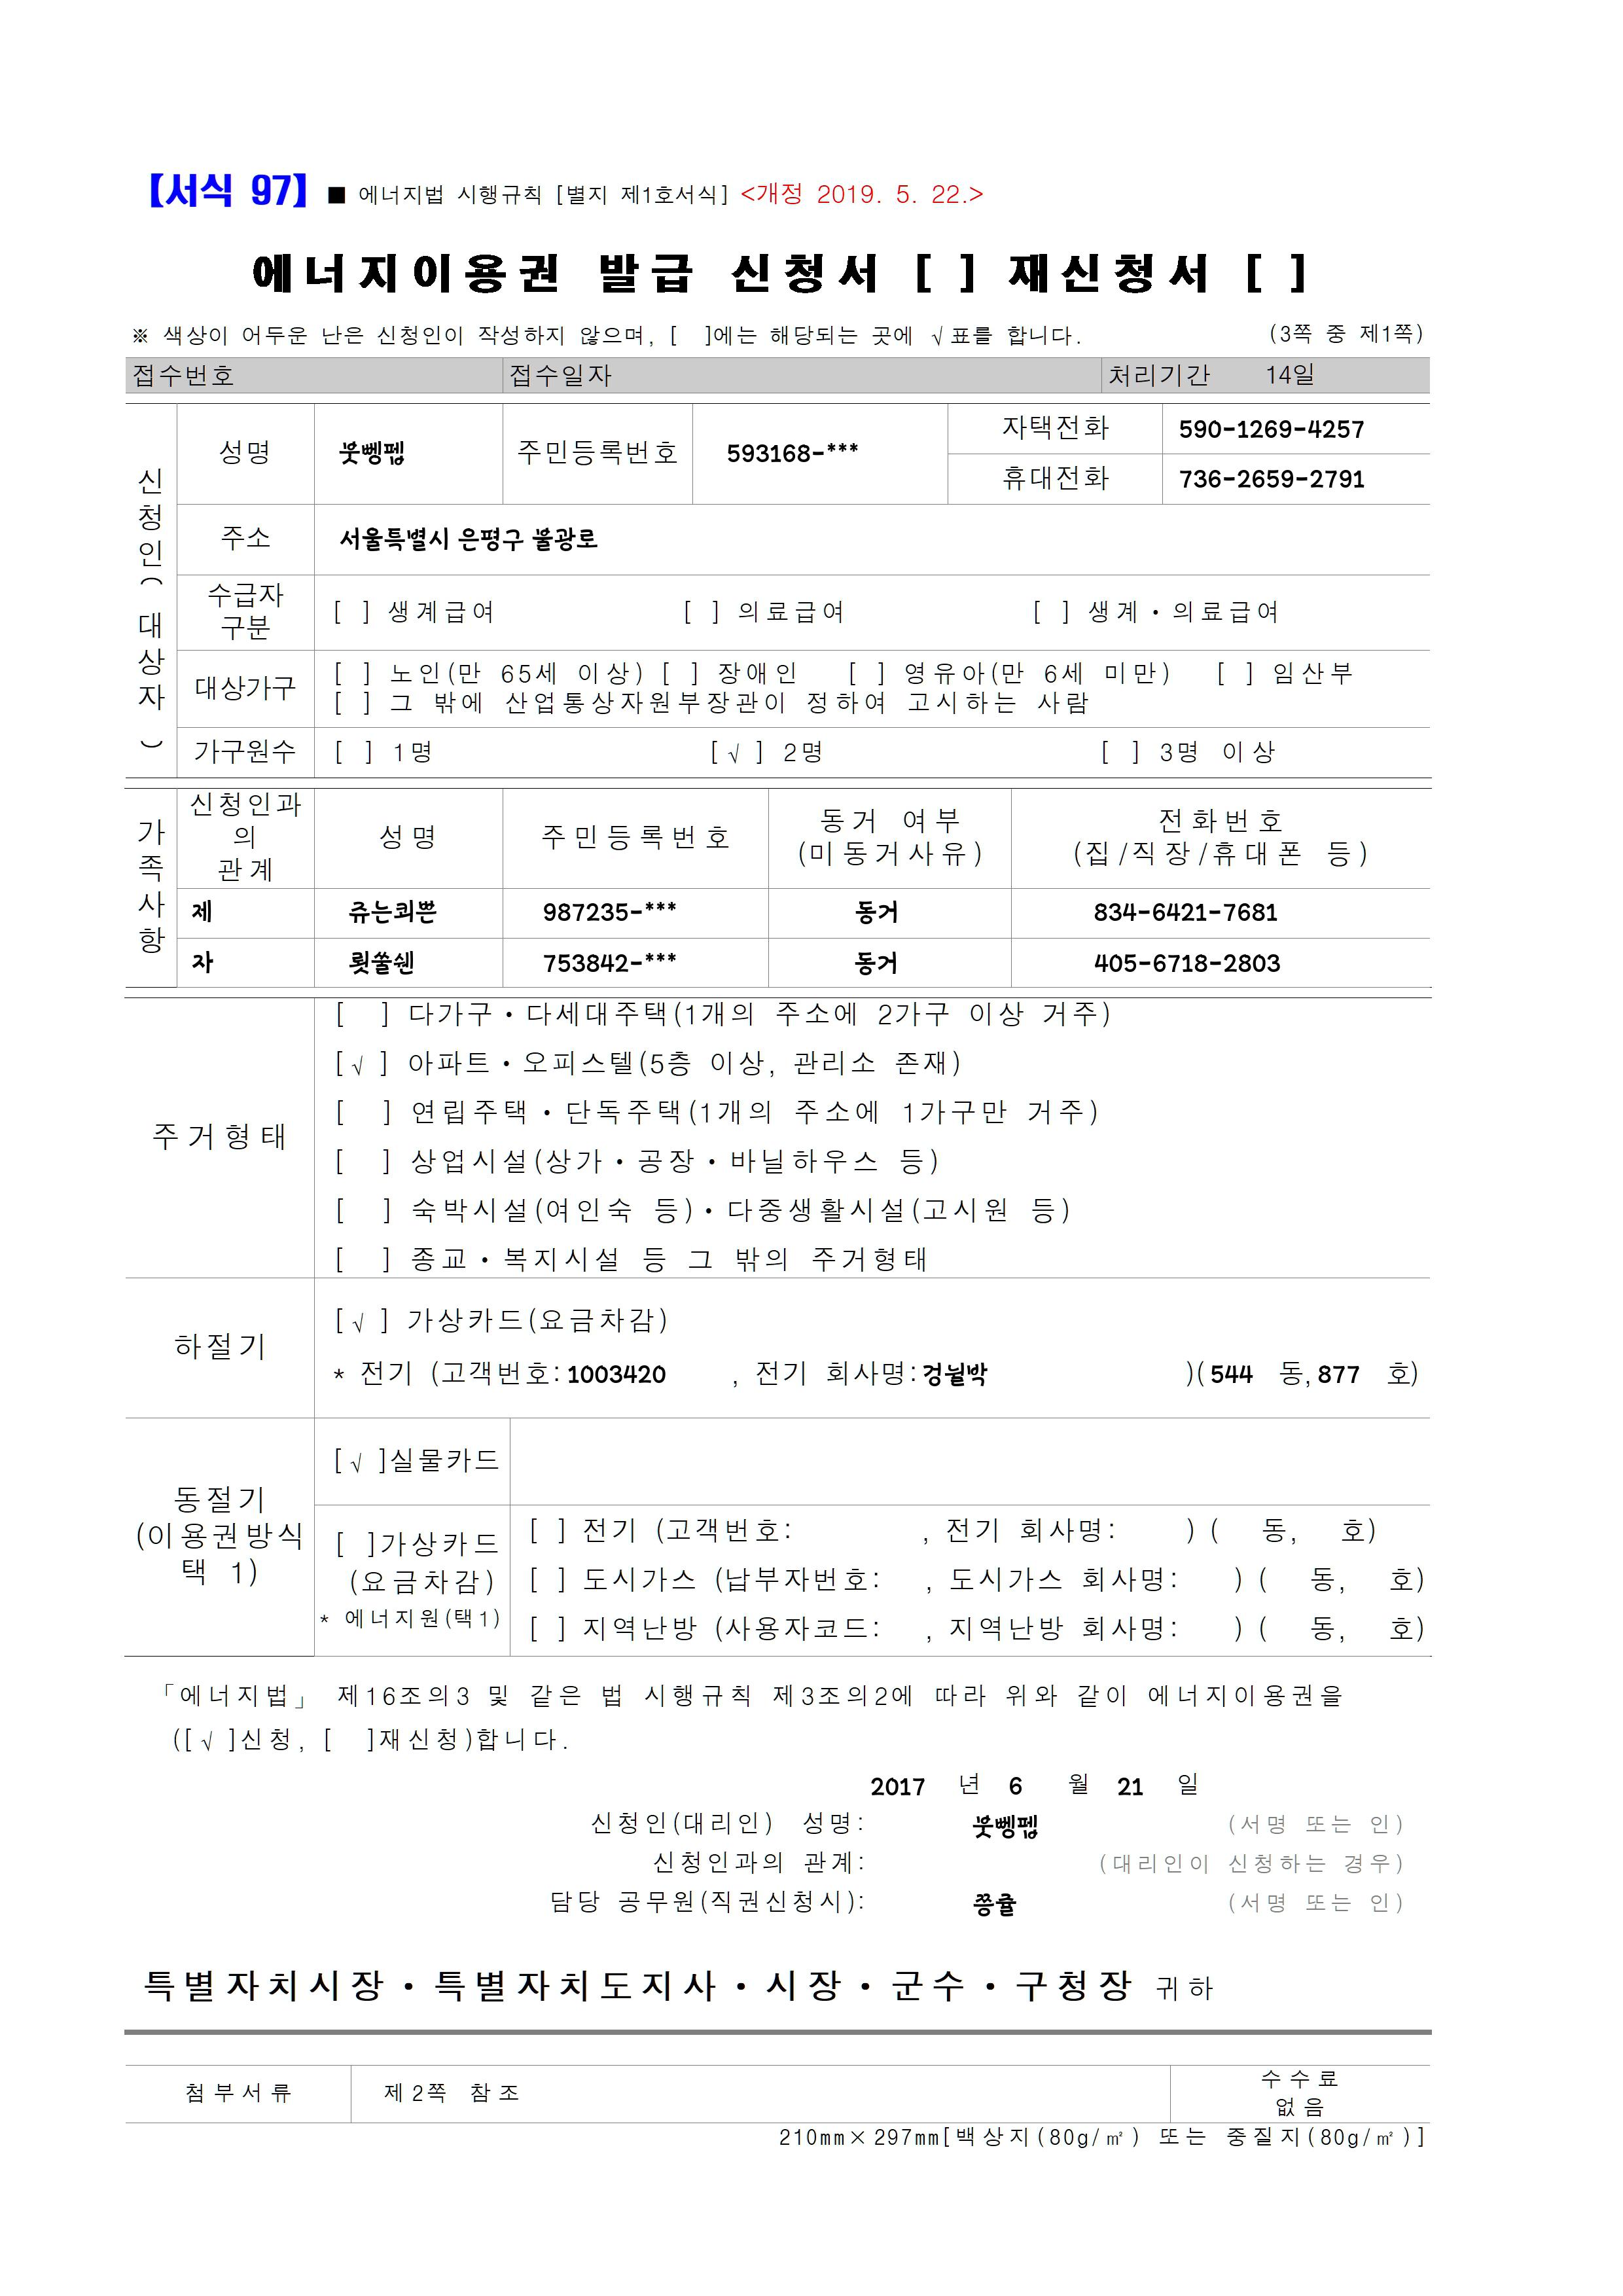 【서식 97】 ■ 에너지법 시행규칙 [별지 제1호서식] <개정 2019. 5. 22.>
에너지이용권 발급 신청서 [ ] 재신청서 [ ]
※ 색상이 어두운 난은 신청인이 작성하지 않으며, [ ]에는 해당되는 곳에 √표를 합니다. (3쪽 중 제1쪽)
접수번호 접수일자 처리기간 14일
신청인(대상자)
성명 붓뼁펩 주민등록번호 593168-***
자택전화 590-1269-4257
휴대전화 736-2659-2791
주소 서울특별시 은평구 불광로
수급자
구분
[ ] 생계급여 [ ] 의료급여 [ ] 생계·의료급여
대상가구
[ ] 노인(만 65세 이상) [ ] 장애인 [ ] 영유아(만 6세 미만) [ ] 임산부
[ ] 그 밖에 산업통상자원부장관이 정하여 고시하는 사람
가구원수 [ ] 1명 [√ ] 2명 [ ] 3명 이상
가족사항
신청인과
의
관계
성명 주민등록번호
동거 여부
(미동거사유)
전화번호
(집/직장/휴대폰 등)
제 쥬는쾨쁜 987235-*** 동거 834-6421-7681
자 쇬 753842-*** 동거 405-6718-2803
주거형태
[ ] 다가구·다세대주택(1개의 주소에 2가구 이상 거주)
[√ ] 아파트·오피스텔(5층 이상, 관리소 존재)
[ ] 연립주택·단독주택(1개의 주소에 1가구만 거주)
[ ] 상업시설(상가·공장·바닐하우스 등)
[ ] 숙박시설(여인숙 등)·다중생활시설(고시원 등)
[ ] 종교·복지시설 등 그 밖의 주거형태
하절기
[√ ] 가상카드(요금차감)
* 전기 (고객번호: 1003420 , 전기 회사명: 겅뉠박 )( 544 동, 877 호)
동절기
(이용권방식
택 1)
[√ ]실물카드
[ ]가상카드
(요금차감)
* 에너지원(택1)
[ ] 전기 (고객번호: , 전기 회사명: ) ( 동, 호)
[ ] 도시가스 (납부자번호: , 도시가스 회사명: ) ( 동, 호)
[ ] 지역난방 (사용자코드: , 지역난방 회사명: ) ( 동, 호)
「에너지법」 제16조의3 및 같은 법 시행규칙 제3조의2에 따라 위와 같이 에너지이용권을
([√ ]신청, [ ]재신청)합니다.
2017 년 6 월 21 일
신청인(대리인) 성명: 붓뼁펩 (서명 또는 인)
신청인과의 관계: (대리인이 신청하는 경우)
담당 공무원(직권신청시): 쫑귤 (서명 또는 인)
특별자치시장·특별자치도지사·시장·군수·구청장 귀하
첨부서류 제2쪽 참조
수수료
없음
210mm×297mm[백상지(80g/㎡) 또는 중질지(80g/㎡)]